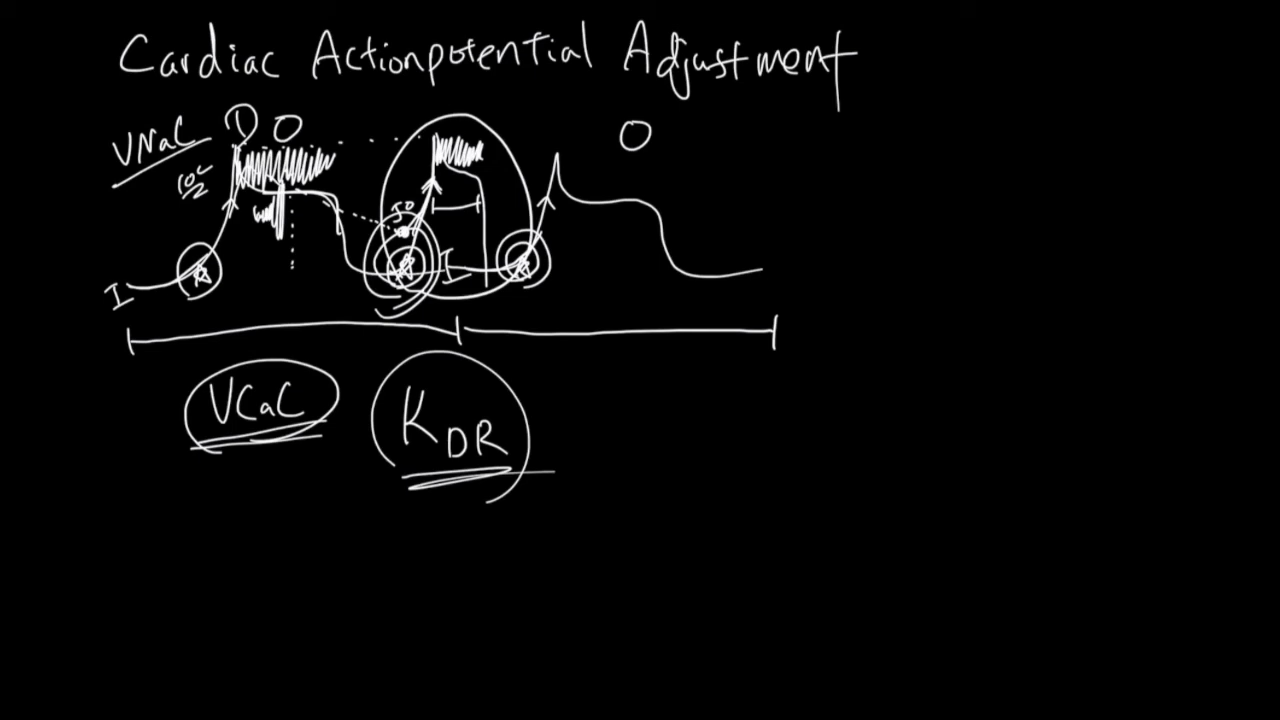 Cardiac Actionpotential Adjustment
VNaC D O O
I I
VCaC KDR